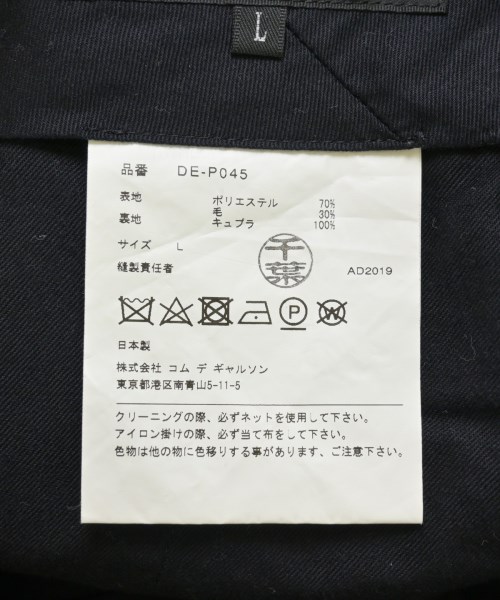 L
品番 DE-P045
表地 ポリエステル 70%
毛 30%
裏地 キュプラ 100%
サイズ L
縫製責任者 千葉 AD2019
P W
日本製
株式会社 コム デ ギャルソン
東京都港区南青山5-11-5
クリーニングの際、必ずネットを使用して下さい。
アイロン掛けの際、必ず当て布をして下さい。
色物は他の物に色移りする事があります、ご注意下さい。